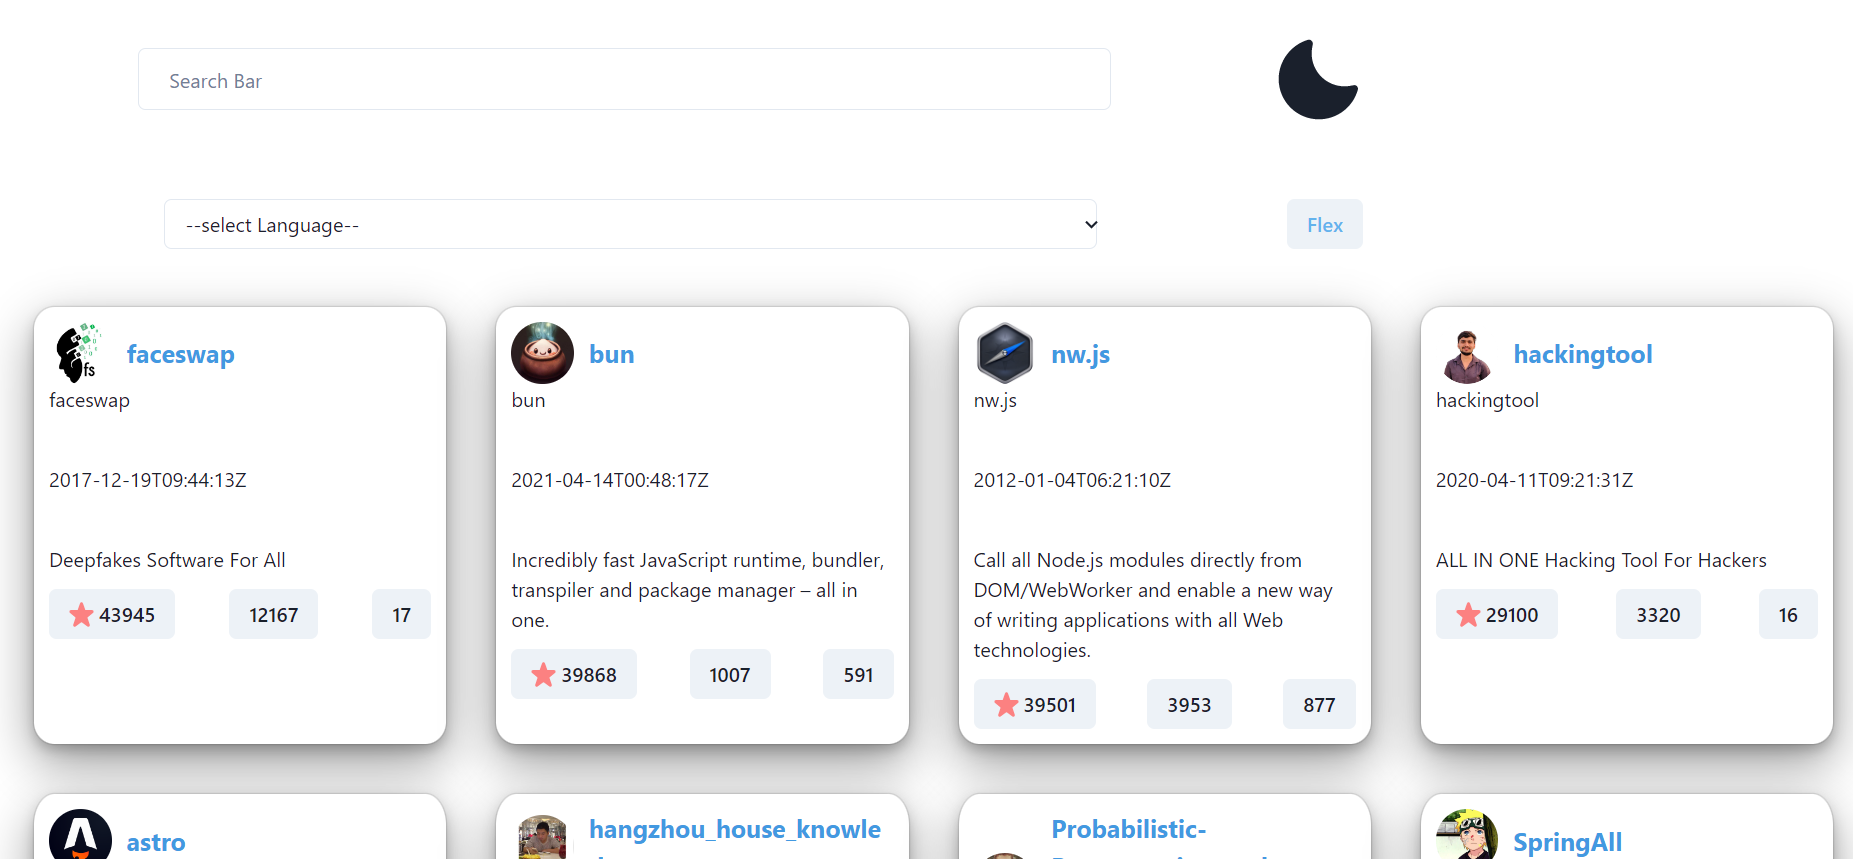 Search Bar
--select Language--
Flex
fs
faceswap
faceswap
2017-12-19T09:44:13Z
Deepfakes Software For All
43945 12167 17
bun
bun
2021-04-14T00:48:17Z
Incredibly fast JavaScript runtime, bundler,
transpiler and package manager – all in
one.
39868 1007 591
nw.js
nw.js
2012-01-04T06:21:10Z
Call all Node.js modules directly from
DOM/WebWorker and enable a new way
of writing applications with all Web
technologies.
39501 3953 877
hackingtool
hackingtool
2020-04-11T09:21:31Z
ALL IN ONE Hacking Tool For Hackers
29100 3320 16
astro
hangzhou_house_knowle
Probabilistic-
SpringAll